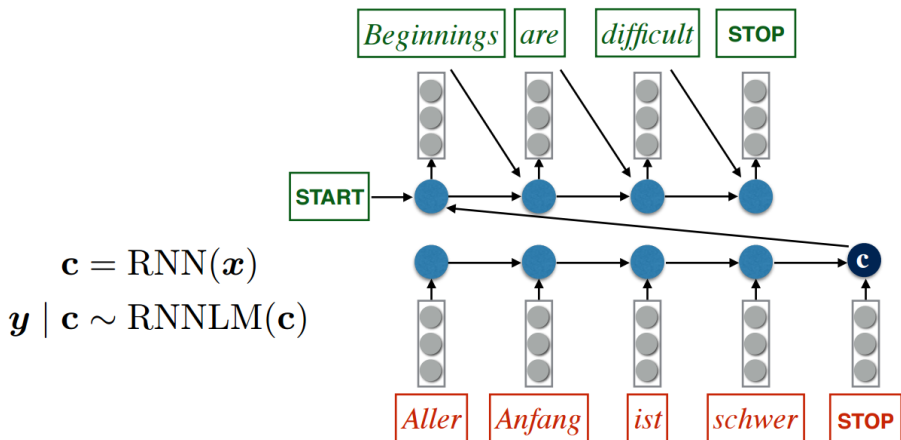 Beginnings are difficult STOP
START
c
c = RNN(x)
y | c ∼ RNNLM(c)
Aller Anfang ist schwer STOP